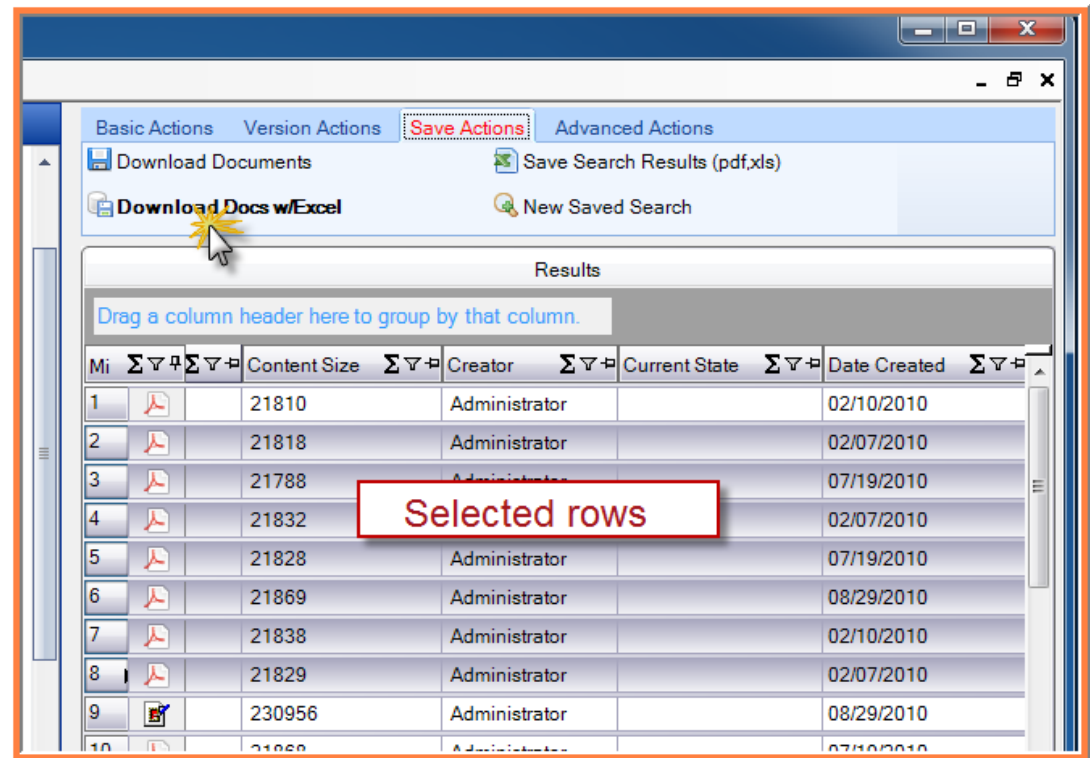 Basic Actions Version Actions Save Actions Advanced Actions
Download Documents Save Search Results (pdf,xls)
Download Docs w/Excel New Saved Search
Results
Drag a column header here to group by that column.
Mi Content Size Creator Current State Date Created
1 21810 Administrator 02/10/2010
2 21818 Administrator 02/07/2010
3 21788 07/19/2010
Selected rows
4 21832 02/07/2010
5 21828 Administrator 07/19/2010
6 21869 Administrator 08/29/2010
7 21838 Administrator 02/10/2010
8 21829 Administrator 02/07/2010
9 230956 Administrator 08/29/2010
10